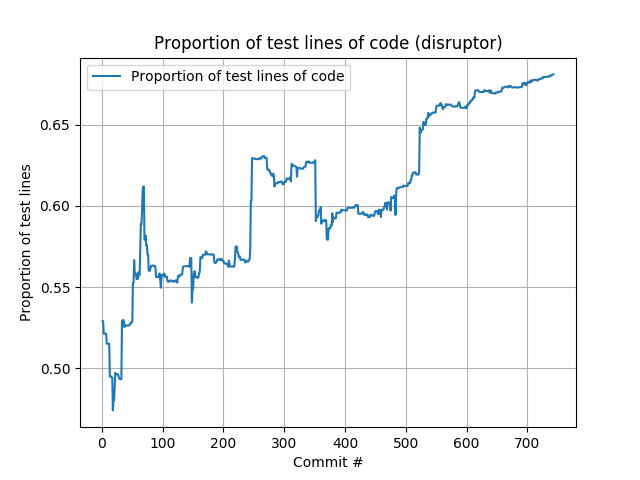 Proportion of test lines of code (disruptor)
Proportion of test lines of code
0.65
0.60
0.55
0.50
Proportion of test lines
0 100 200 300 400 500 600 700
Commit #